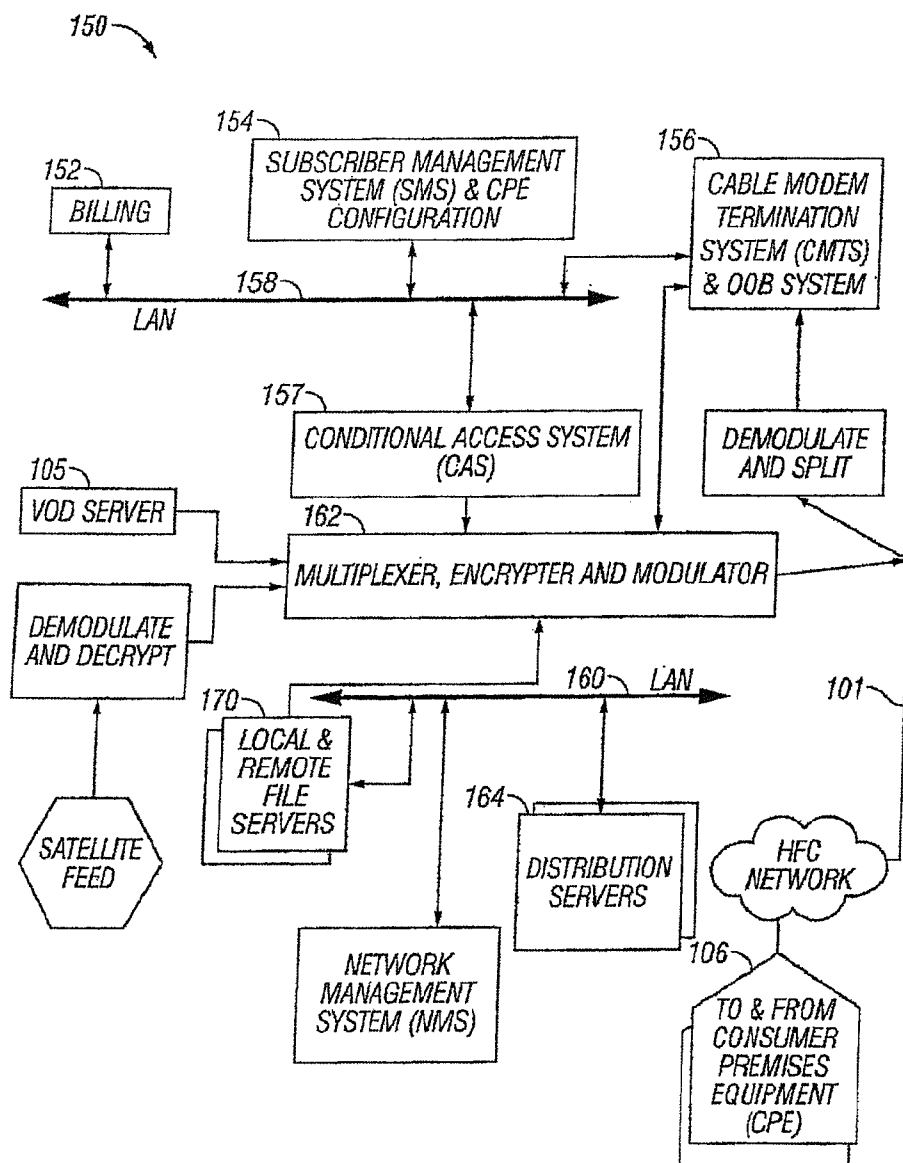 150
154
SUBSCRIBER MANAGEMENT
SYSTEM (SMS) & CPE
CONFIGURATION
152
BILLING
156
CABLE MODEM
TERMINATION
SYSTEM (CMTS)
& OOB SYSTEM
158
LAN
157
CONDITIONAL ACCESS SYSTEM
(CAS)
DEMODULATE
AND SPLIT
105
VOD SERVER
162
MULTIPLEXER, ENCRYPTER AND MODULATOR
DEMODULATE
AND DECRYPT
160
LAN
101
170
LOCAL &
REMOTE
FILE
SERVERS
164
DISTRIBUTION
SERVERS
SATELLITE
FEED
HFC
NETWORK
NETWORK
MANAGEMENT
SYSTEM (NMS)
106
TO & FROM
CONSUMER
PREMISES
EQUIPMENT
(CPE)